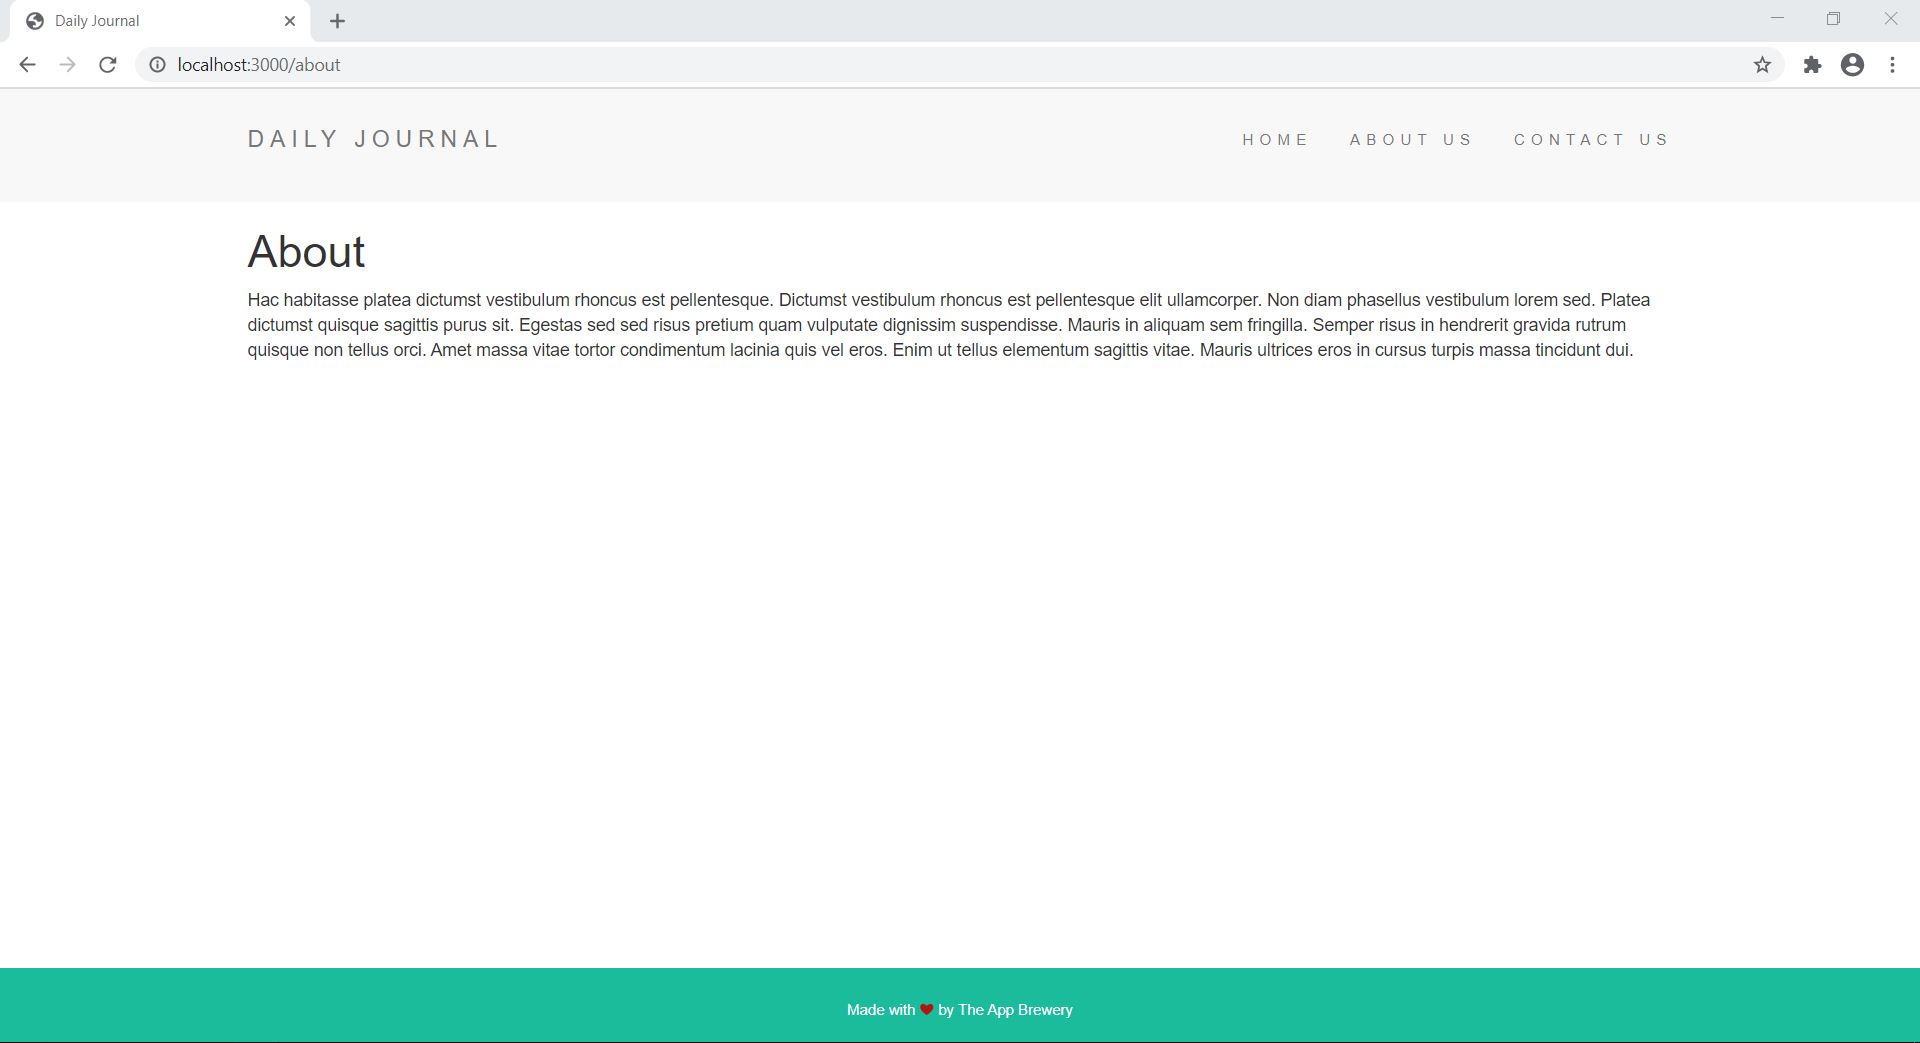 Daily Journal
localhost:3000/about
DAILY JOURNAL
HOME ABOUT US CONTACT US
About
Hac habitasse platea dictumst vestibulum rhoncus est pellentesque. Dictumst vestibulum rhoncus est pellentesque elit ullamcorper. Non diam phasellus vestibulum lorem sed. Platea
dictumst quisque sagittis purus sit. Egestas sed sed risus pretium quam vulputate dignissim suspendisse. Mauris in aliquam sem fringilla. Semper risus in hendrerit gravida rutrum
quisque non tellus orci. Amet massa vitae tortor condimentum lacinia quis vel eros. Enim ut tellus elementum sagittis vitae. Mauris ultrices eros in cursus turpis massa tincidunt dui.
Made with ❤ by The App Brewery